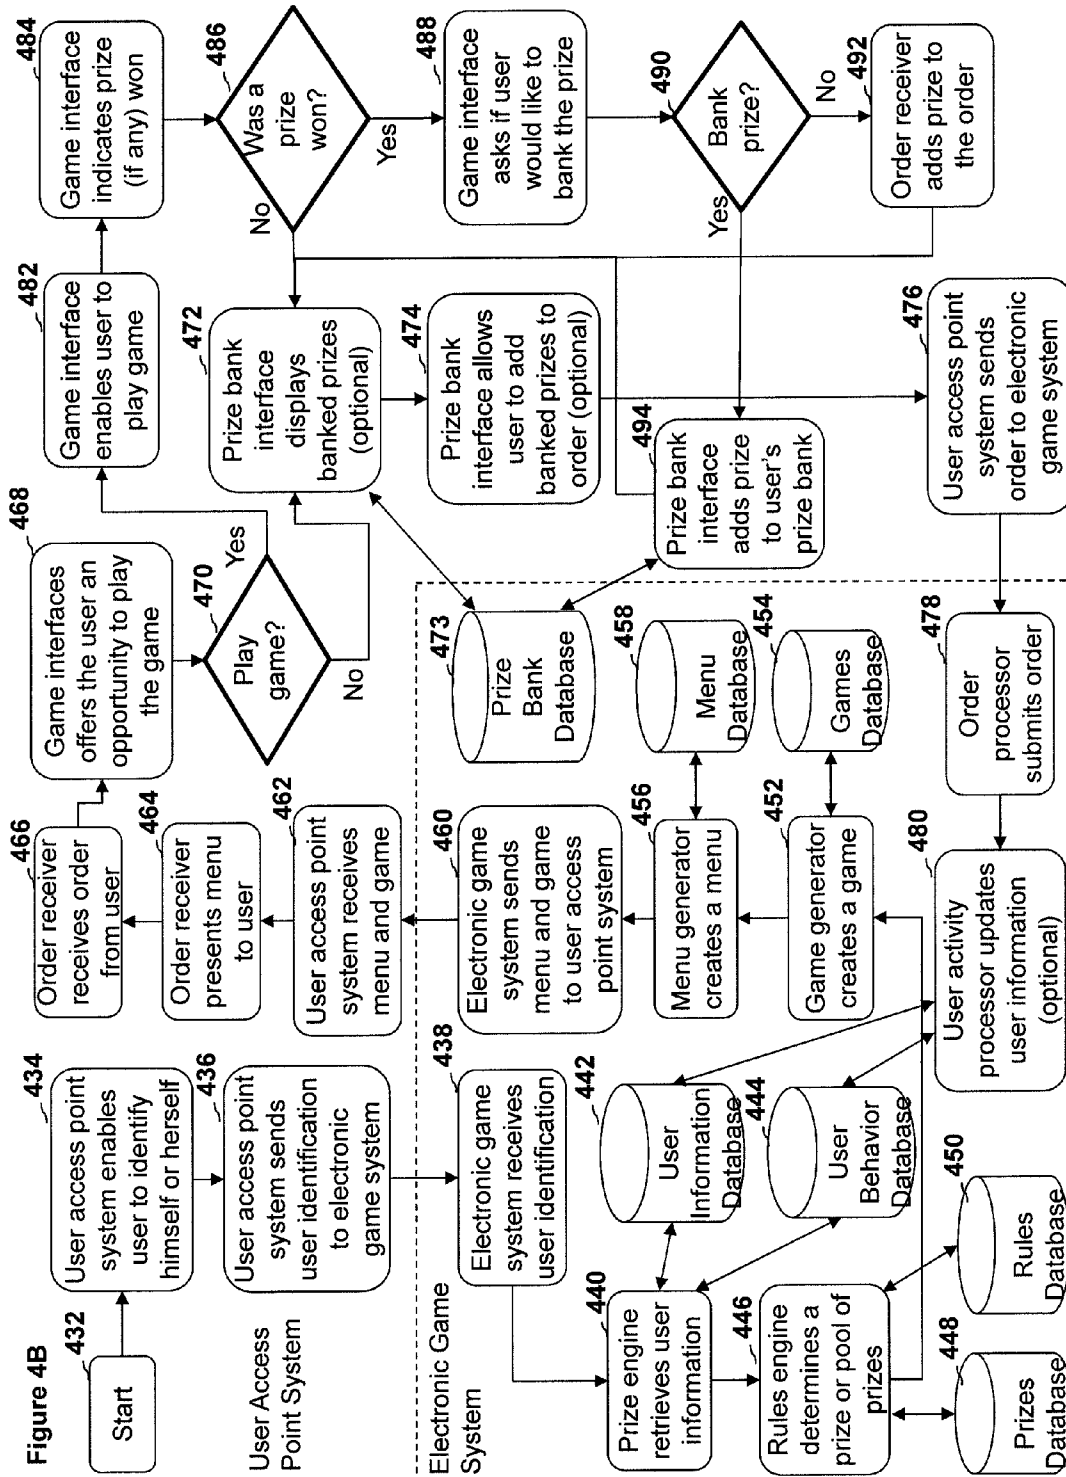 Figure 4B
432
Start
434
User access point
system enables
user to identify
himself or herself
436
User access point
system sends
user identification
to electronic
game system
User Access
Point System
Electronic Game
System
438
Electronic game
system receives
user identification
440
Prize engine
retrieves user
information
442
User
Information
Database
444
User
Behavior
Database
446
Rules engine
determines a
prize or pool of
prizes
448
Prizes
Database
450
Rules
Database
452
Game generator
creates a game
454
Games
Database
456
Menu generator
creates a menu
458
Menu
Database
460
Electronic game
system sends
menu and game
to user access
point system
462
User access point
system receives
menu and game
464
Order receiver
presents menu
to user
466
Order receiver
receives order
from user
468
Game interfaces
offers the user an
opportunity to play
the game
470
Play
game?
Yes
No
472
Prize bank
interface
displays
banked prizes
(optional)
473
Prize
Bank
Database
474
Prize bank
interface allows
user to add
banked prizes to
order (optional)
476
User access point
system sends
order to electronic
game system
478
Order
processor
submits order
480
User activity
processor updates
user information
(optional)
482
Game interface
enables user to
play game
484
Game interface
indicates prize
(if any) won
486
Was a
prize
won?
No
Yes
488
Game interface
asks if user
would like to
bank the prize
490
Bank
prize?
Yes
No
492
Order receiver
adds prize to
the order
494
Prize bank
interface
adds prize
to user's
prize bank